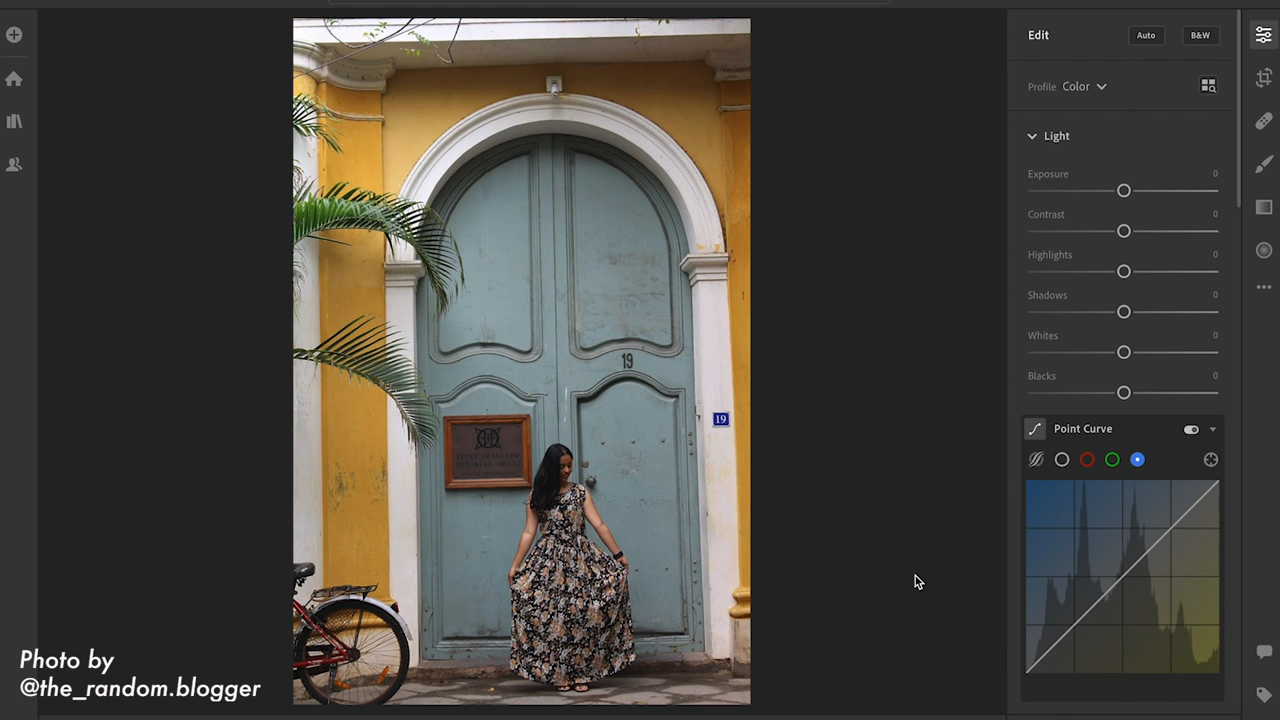 Edit
Auto
B&W
Profile Color
Light
Exposure 0
Contrast 0
Highlights 0
Shadows 0
Whites 0
Blacks 0
Point Curve
19
19
Photo by
@the_random.blogger